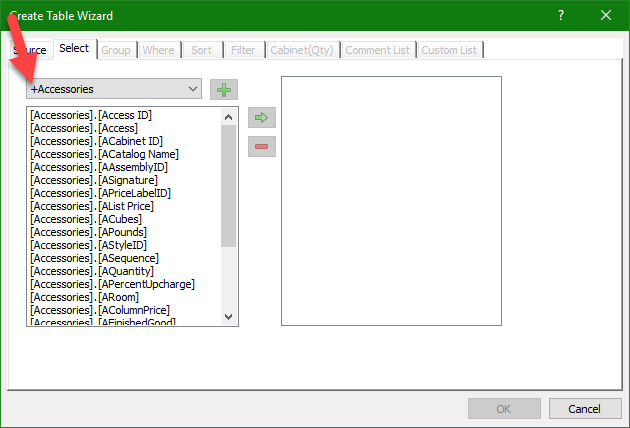 Create Table Wizard
?
Source Select Group Where Sort Filter Cabinet(Qty) Comment List Custom List
+Accessories
[Accessories].[Access ID]
[Accessories].[Access]
[Accessories].[ACabinet ID]
[Accessories].[ACatalog Name]
[Accessories].[AAssemblyID]
[Accessories].[ASignature]
[Accessories].[APriceLabelID]
[Accessories].[AList Price]
[Accessories].[ACubes]
[Accessories].[APounds]
[Accessories].[AStyleID]
[Accessories].[ASequence]
[Accessories].[AQuantity]
[Accessories].[APercentUpcharge]
[Accessories].[ARoom]
[Accessories].[AColumnPrice]
[Accessories].[AFinishedGood]
OK Cancel